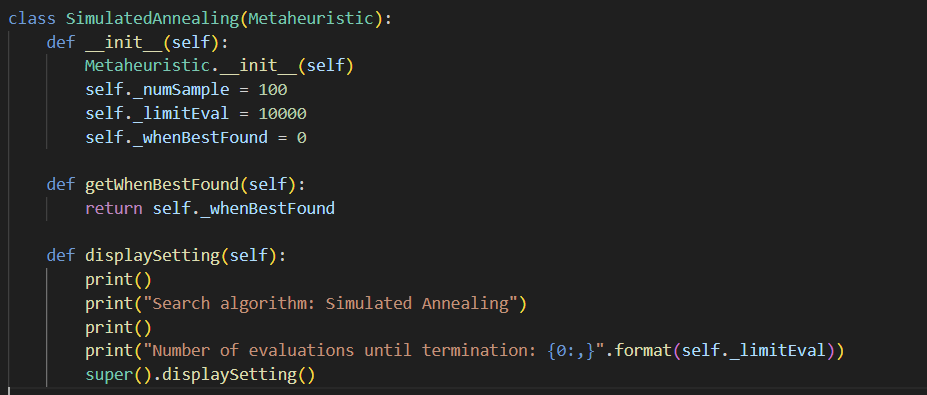 class SimulatedAnnealing(Metaheuristic):
    def __init__(self):
        Metaheuristic.__init__(self)
        self._numSample = 100
        self._limitEval = 10000
        self._whenBestFound = 0

    def getWhenBestFound(self):
        return self._whenBestFound

    def displaySetting(self):
        print()
        print("Search algorithm: Simulated Annealing")
        print()
        print("Number of evaluations until termination: {0:,}".format(self._limitEval))
        super().displaySetting()